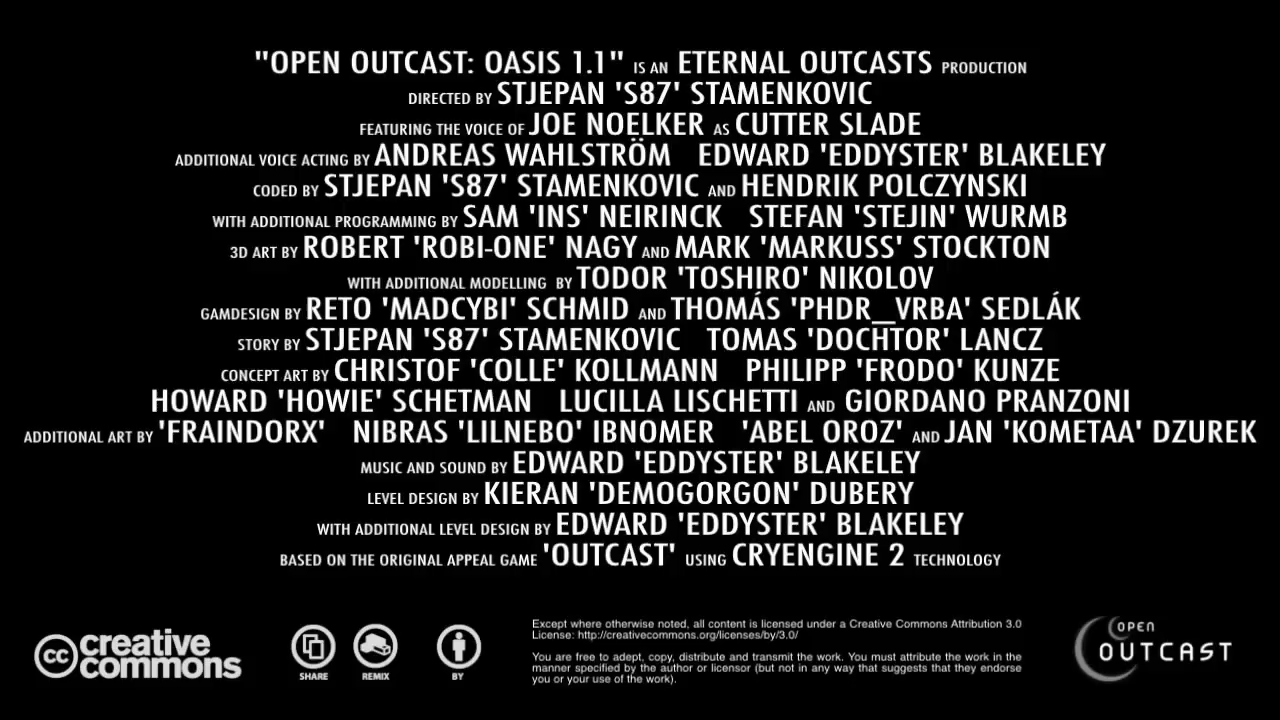 "OPEN OUTCAST: OASIS 1.1" IS AN ETERNAL OUTCASTS PRODUCTION
DIRECTED BY STJEPAN 'S87' STAMENKOVIC
FEATURING THE VOICE OF JOE NOELKER AS CUTTER SLADE
ADDITIONAL VOICE ACTING BY ANDREAS WAHLSTRÖM EDWARD 'EDDYSTER' BLAKELEY
CODED BY STJEPAN 'S87' STAMENKOVIC AND HENDRIK POLCZYNSKI
WITH ADDITIONAL PROGRAMMING BY SAM 'INS' NEIRINCK STEFAN 'STEJIN' WURMB
3D ART BY ROBERT 'ROBI-ONE' NAGY AND MARK 'MARKUSS' STOCKTON
WITH ADDITIONAL MODELLING BY TODOR 'TOSHIRO' NIKOLOV
GAMDESIGN BY RETO 'MADCYBI' SCHMID AND THOMÁS 'PHDR_VRBA' SEDLÁK
STORY BY STJEPAN 'S87' STAMENKOVIC TOMAS 'DOCHTOR' LANCZ
CONCEPT ART BY CHRISTOF 'COLLE' KOLLMANN PHILIPP 'FRODO' KUNZE
HOWARD 'HOWIE' SCHETMAN LUCILLA LISCHETTI AND GIORDANO PRANZONI
ADDITIONAL ART BY 'FRAINDORX' NIBRAS 'LILNEBO' IBNOMER 'ABEL OROZ' AND JAN 'KOMETAA' DZUREK
MUSIC AND SOUND BY EDWARD 'EDDYSTER' BLAKELEY
LEVEL DESIGN BY KIERAN 'DEMOGORGON' DUBERY
WITH ADDITIONAL LEVEL DESIGN BY EDWARD 'EDDYSTER' BLAKELEY
BASED ON THE ORIGINAL APPEAL GAME 'OUTCAST' USING CRYENGINE 2 TECHNOLOGY
cc creative commons
SHARE REMIX BY
Except where otherwise noted, all content is licensed under a Creative Commons Attribution 3.0
License: http://creativecommons.org/licenses/by/3.0/
You are free to adept, copy, distribute and transmit the work. You must attribute the work in the
manner specified by the author or licensor (but not in any way that suggests that they endorse
you or your use of the work).
OPEN
OUTCAST